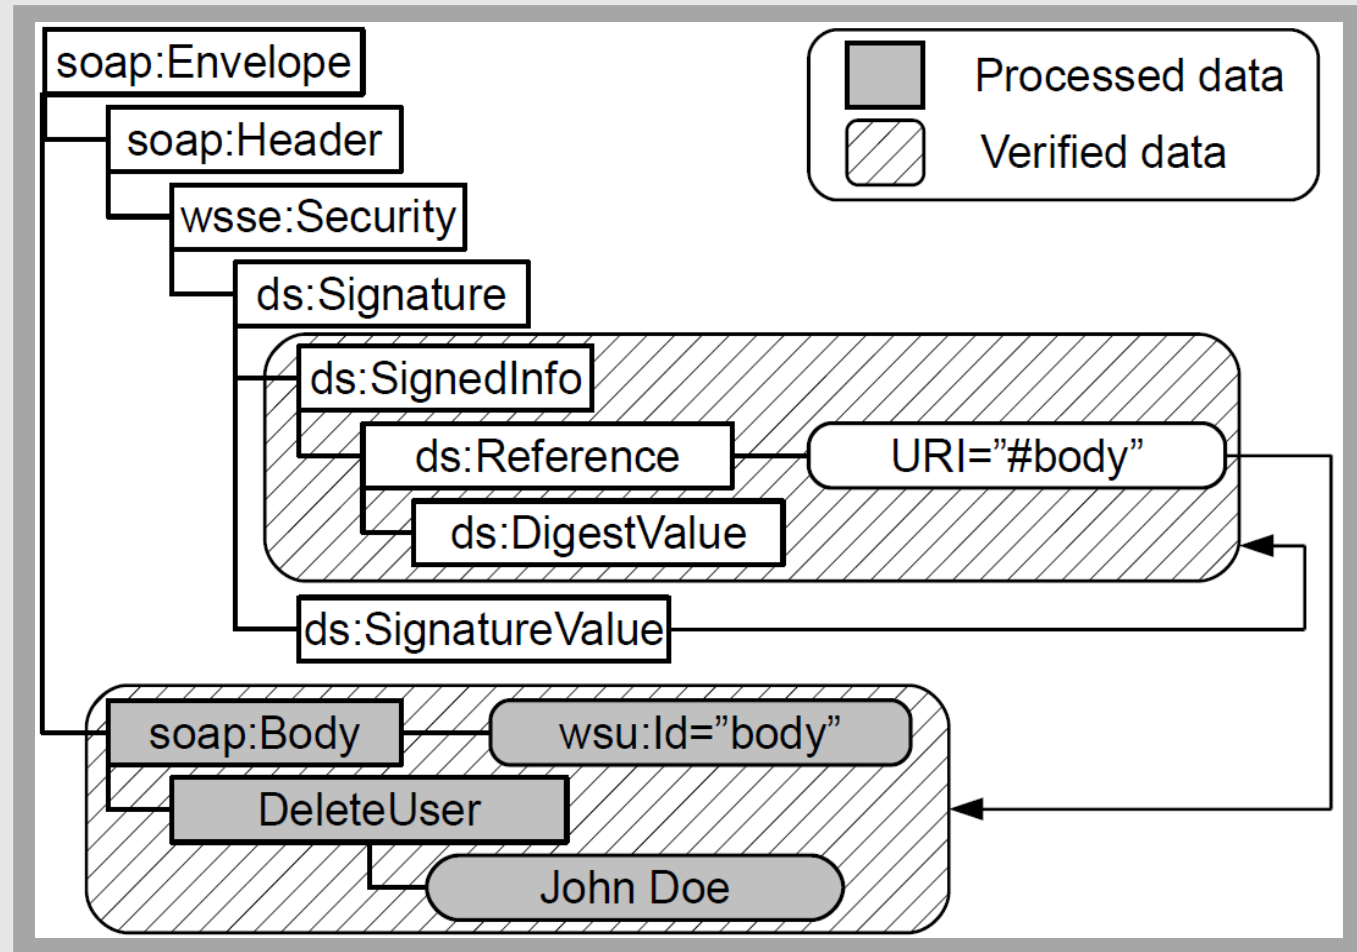 soap:Envelope
Processed data
soap:Header
Verified data
wsse:Security
ds:Signature
ds:SignedInfo
ds:Reference
URI=”#body”
ds:DigestValue
ds:SignatureValue
soap:Body
wsu:Id=”body”
DeleteUser
John Doe